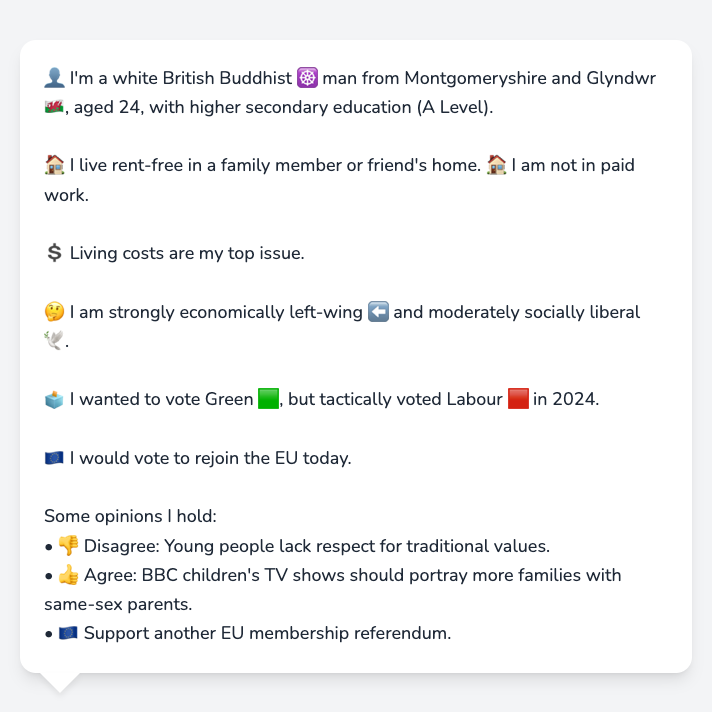 👤 I'm a white British Buddhist ☸️ man from Montgomeryshire and Glyndwr
🏴󠁧󠁢󠁷󠁬󠁳󠁿, aged 24, with higher secondary education (A Level).
🏠 I live rent-free in a family member or friend's home. 🏠 I am not in paid
work.
💲 Living costs are my top issue.
🤔 I am strongly economically left-wing ⬅️ and moderately socially liberal
🕊️.
🗳️ I wanted to vote Green 🟩, but tactically voted Labour 🟥 in 2024.
🇪🇺 I would vote to rejoin the EU today.
Some opinions I hold:
• 👎 Disagree: Young people lack respect for traditional values.
• 👍 Agree: BBC children's TV shows should portray more families with
same-sex parents.
• 🇪🇺 Support another EU membership referendum.